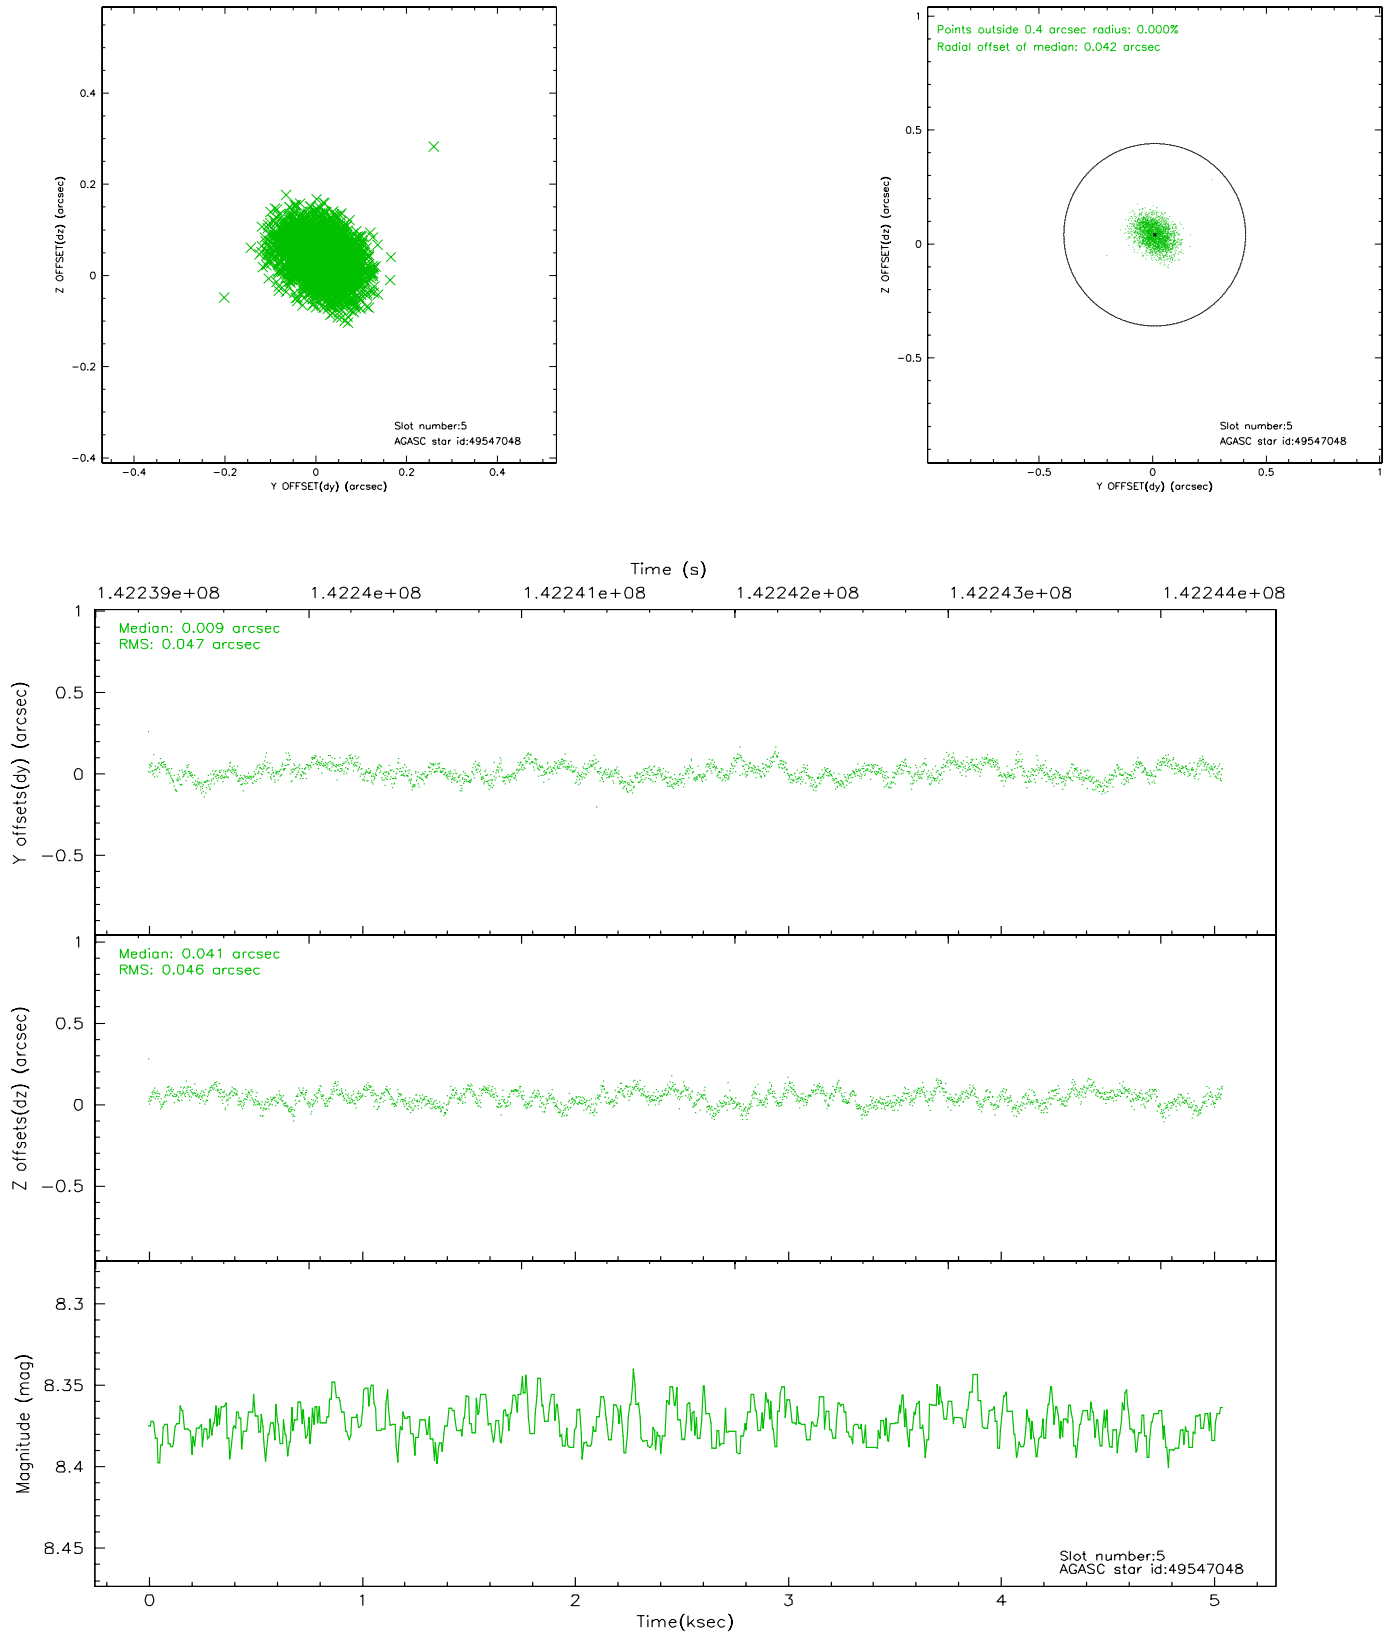 0.4
0.2
0
−0.2
−0.4
Z OFFSET(dz) (arcsec)
Slot number:5
AGASC star id:49547048
−0.4 −0.2 0 0.2 0.4
Y OFFSET(dy) (arcsec)
Points outside 0.4 arcsec radius: 0.000%
Radial offset of median: 0.042 arcsec
1
0.5
0
−0.5
Z OFFSET(dz) (arcsec)
Slot number:5
AGASC star id:49547048
−0.5 0 0.5 1
Y OFFSET(dy) (arcsec)
Time (s)
1.42239e+08 1.4224e+08 1.42241e+08 1.42242e+08 1.42243e+08 1.42244e+08
Median: 0.009 arcsec
RMS: 0.047 arcsec
1
0.5
0
−0.5
Y offsets(dy) (arcsec)
Median: 0.041 arcsec
RMS: 0.046 arcsec
1
0.5
0
−0.5
Z offsets(dz) (arcsec)
8.3
8.35
8.4
8.45
Magnitude (mag)
Slot number:5
AGASC star id:49547048
0 1 2 3 4 5
Time(ksec)